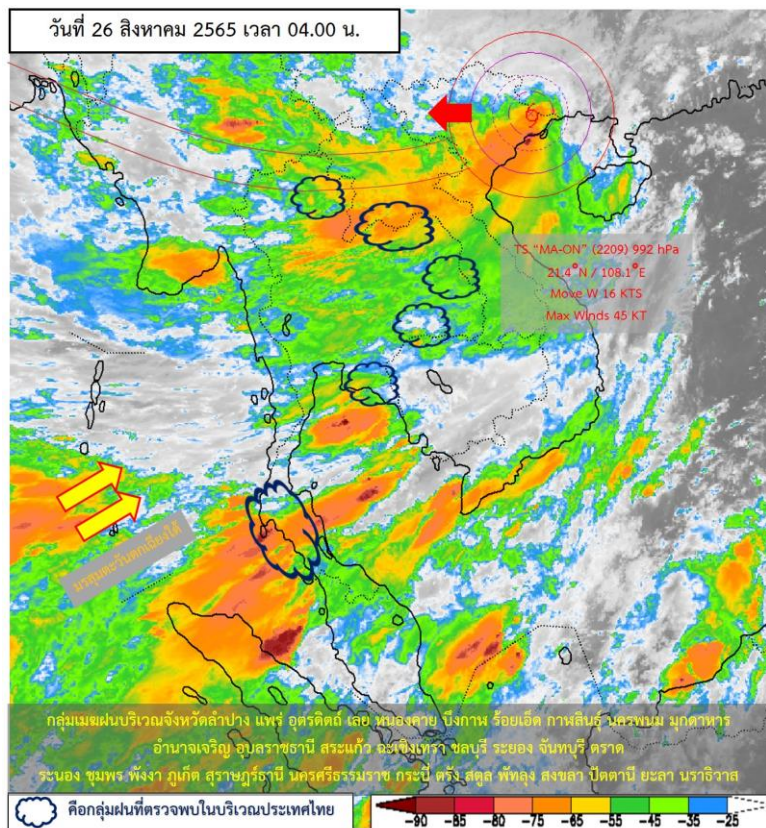 วันที่ 26 สิงหาคม 2565 เวลา 04.00 น.
TS."MA-ON" (2209) 992 hPa
21.4°N / 108.1°E
Move W 16 KTS
Max Winds 45 KT
มรสุมตะวันตกเฉียงใต้
กลุ่มเมฆฝนบริเวณจังหวัดลำปาง แพร่ อุตรดิตถ์ เลย หนองคาย บึงกาฬ ร้อยเอ็ด กาฬสินธุ์ นครพนม มุกดาหาร
อำนาจเจริญ อุบลราชธานี สระแก้ว ฉะเชิงเทรา ชลบุรี ระยอง จันทบุรี ตราด
ระนอง ชุมพร พังงา ภูเก็ต สุราษฎร์ธานี นครศรีธรรมราช กระบี่ ตรัง สตูล พัทลุง สงขลา ปัตตานี ยะลา นราธิวาส
คือกลุ่มฝนที่ตรวจพบในบริเวณประเทศไทย
-90 -85 -80 -75 -65 -55 -45 -35 -25